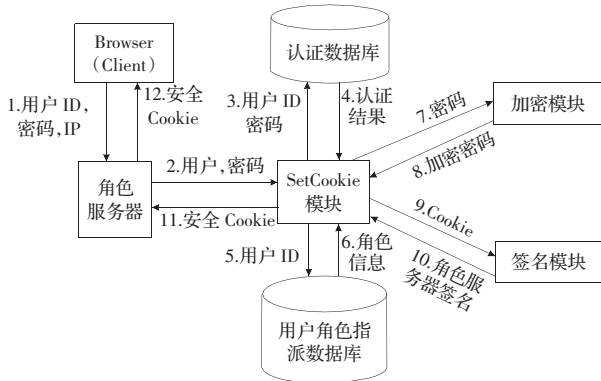 Browser
（Client）
认证数据库
1.用户 ID,
密码,IP
12.安全
Cookie
3.用户 ID
密码
4.认证
结果
7.密码
加密模块
8.加密密码
角色
服务器
2.用户,密码
SetCookie
模块
11.安全 Cookie
9.Cookie
签名模块
10.角色服
务器签名
5.用户 ID
6.角色
信息
用户角色指
派数据库